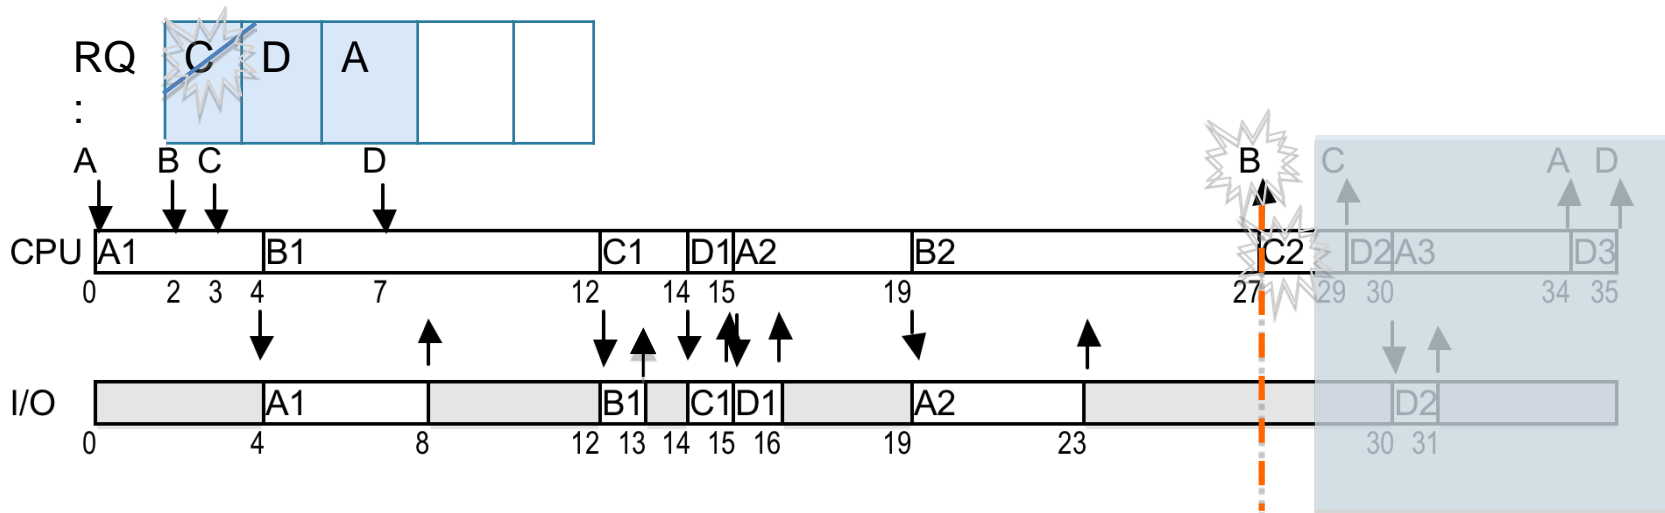 RQ C D A
:
A B C D B C A D
CPU A1 B1 C1 D1 A2 B2 C2 D2 A3 D3
0 2 3 4 7 12 14 15 19 27 29 30 34 35
I/O A1 B1 C1 D1 A2 D2
0 4 8 12 13 14 15 16 19 23 30 31